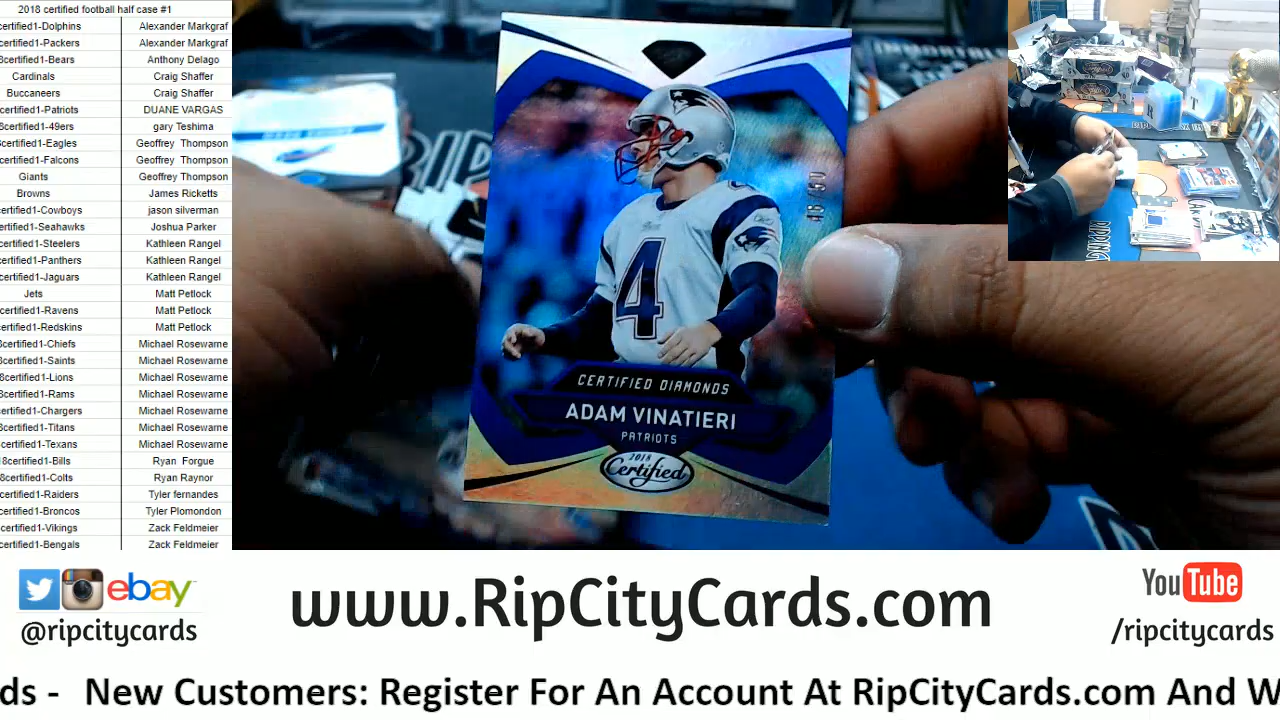 2018 certified football half case #1
certified1-Dolphins Alexander Markgraf
certified1-Packers Alexander Markgraf
8certified1-Bears Anthony Delago
Cardinals Craig Shaffer
Buccaneers Craig Shaffer
certified1-Patriots DUANE VARGAS
8certified1-49ers gary Teshima
certified1-Eagles Geoffrey Thompson
certified1-Falcons Geoffrey Thompson
Giants Geoffrey Thompson
Browns James Ricketts
certified1-Cowboys jason silverman
certified1-Seahawks Joshua Parker
certified1-Steelers Kathleen Rangel
certified1-Panthers Kathleen Rangel
certified1-Jaguars Kathleen Rangel
Jets Matt Petlock
certified1-Ravens Matt Petlock
certified1-Redskins Matt Petlock
8certified1-Chiefs Michael Rosewarne
8certified1-Saints Michael Rosewarne
8certified1-Lions Michael Rosewarne
8certified1-Rams Michael Rosewarne
certified1-Chargers Michael Rosewarne
8certified1-Titans Michael Rosewarne
certified1-Texans Michael Rosewarne
18certified1-Bills Ryan Forgue
8certified1-Colts Ryan Raynor
certified1-Raiders Tyler fernandes
certified1-Broncos Tyler Plomondon
certified1-Vikings Zack Feldmeier
certified1-Bengals Zack Feldmeier
RIP
4
CERTIFIED DIAMONDS
ADAM VINATIERI
PATRIOTS
2018
Certified
ebay
@ripcitycards
www.RipCityCards.com
YouTube
/ripcitycards
ds - New Customers: Register For An Account At RipCityCards.com And W